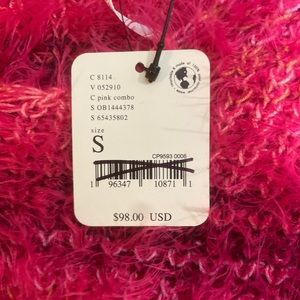 C 8114
V 052910
C pink combo
S OB1444378
S 65435802
size
S
CP9593 0006
1 96347 10871 1
$98.00 USD